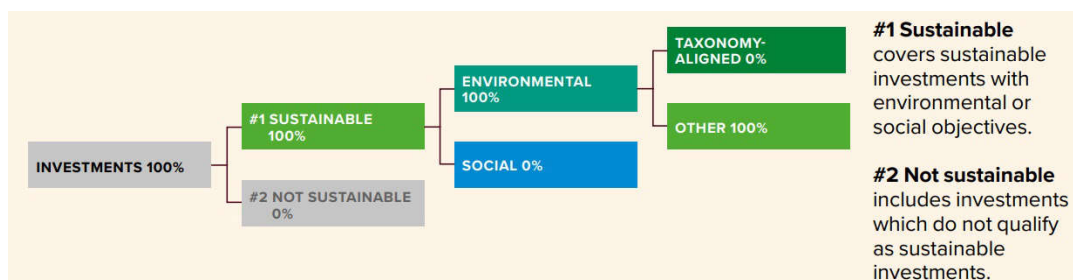 INVESTMENTS 100%
#1 SUSTAINABLE
100%
#2 NOT SUSTAINABLE
0%
ENVIRONMENTAL
100%
SOCIAL 0%
TAXONOMY-
ALIGNED 0%
OTHER 100%
#1 Sustainable
covers sustainable
investments with
environmental or
social objectives.
#2 Not sustainable
includes investments
which do not qualify
as sustainable
investments.